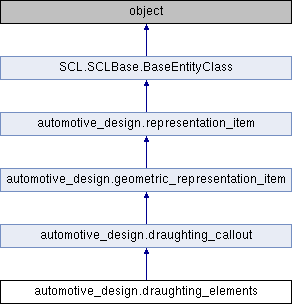 object
SCL.SCLBase.BaseEntityClass
automotive_design.representation_item
automotive_design.geometric_representation_item
automotive_design.draughting_callout
automotive_design.draughting_elements